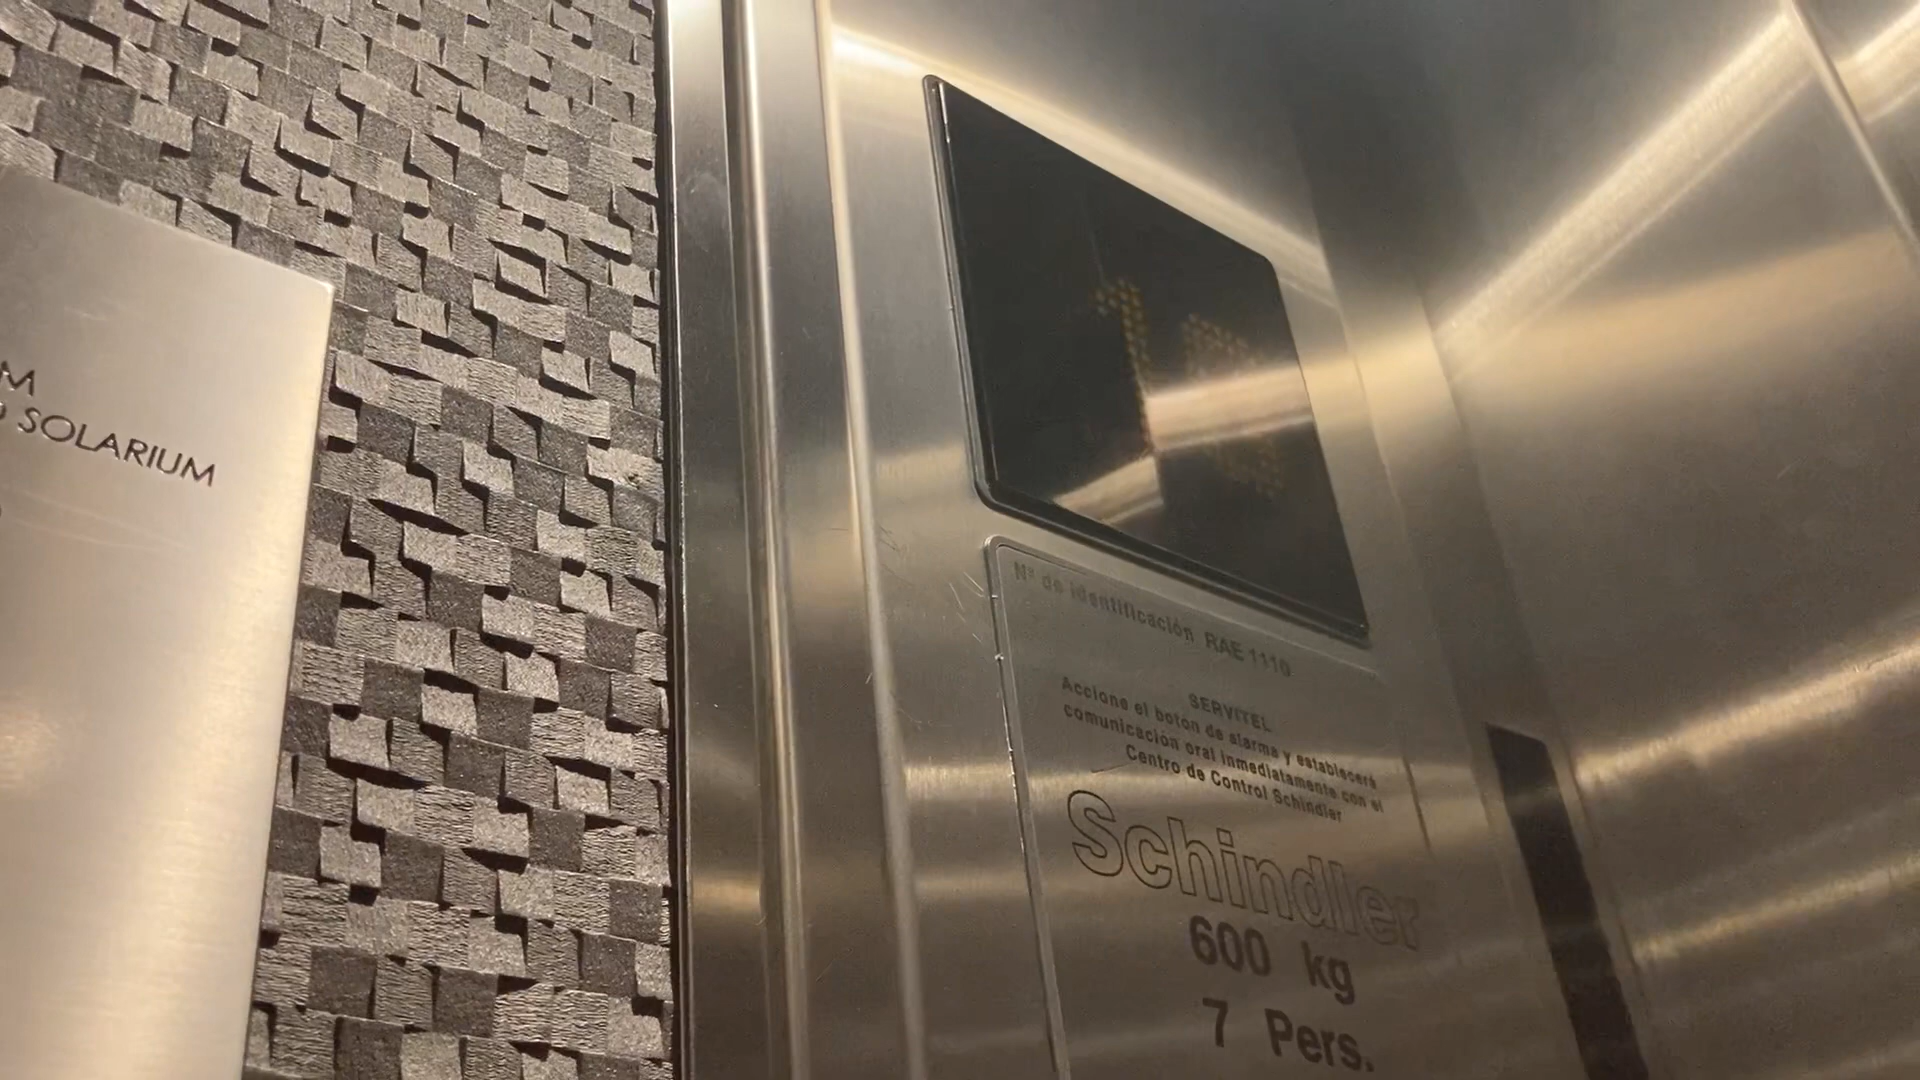 M
SOLARIUM
Nº de identificación RAE 1110
SERVITEL
Accione el botón de alarma y establecerá
comunicación oral inmediatamente con el
Centro de Control Schindler
Schindler
600 kg
7 Pers.